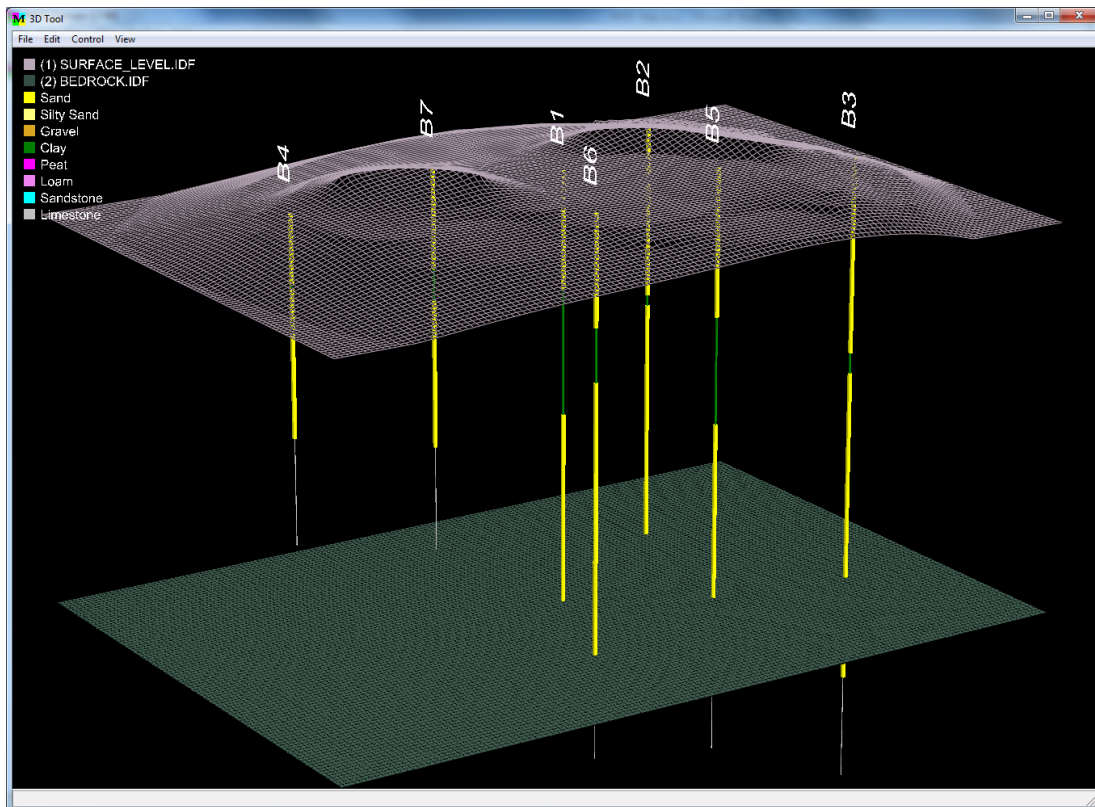 3D Tool
File Edit Control View
(1) SURFACE_LEVEL.IDF
(2) BEDROCK.IDF
Sand
Silty Sand
Gravel
Clay
Peat
Loam
Sandstone
Limestone
B4
B7
B1
B6
B2
B5
B3